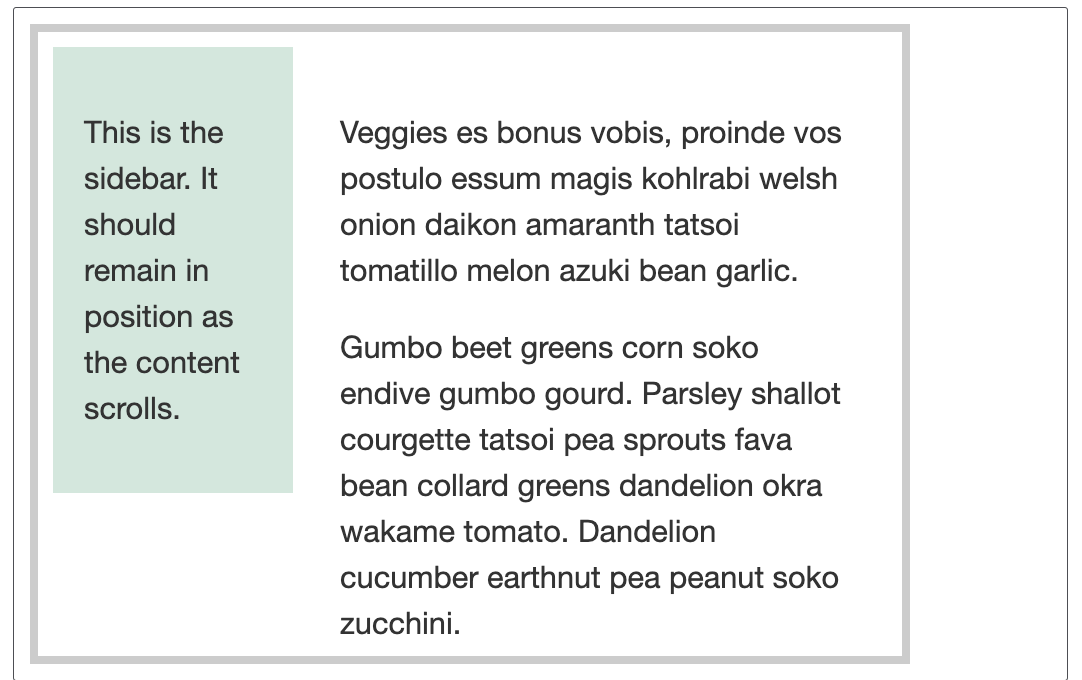 This is the
sidebar. It
should
remain in
position as
the content
scrolls.
Veggies es bonus vobis, proinde vos
postulo essum magis kohlrabi welsh
onion daikon amaranth tatsoi
tomatillo melon azuki bean garlic.
Gumbo beet greens corn soko
endive gumbo gourd. Parsley shallot
courgette tatsoi pea sprouts fava
bean collard greens dandelion okra
wakame tomato. Dandelion
cucumber earthnut pea peanut soko
zucchini.